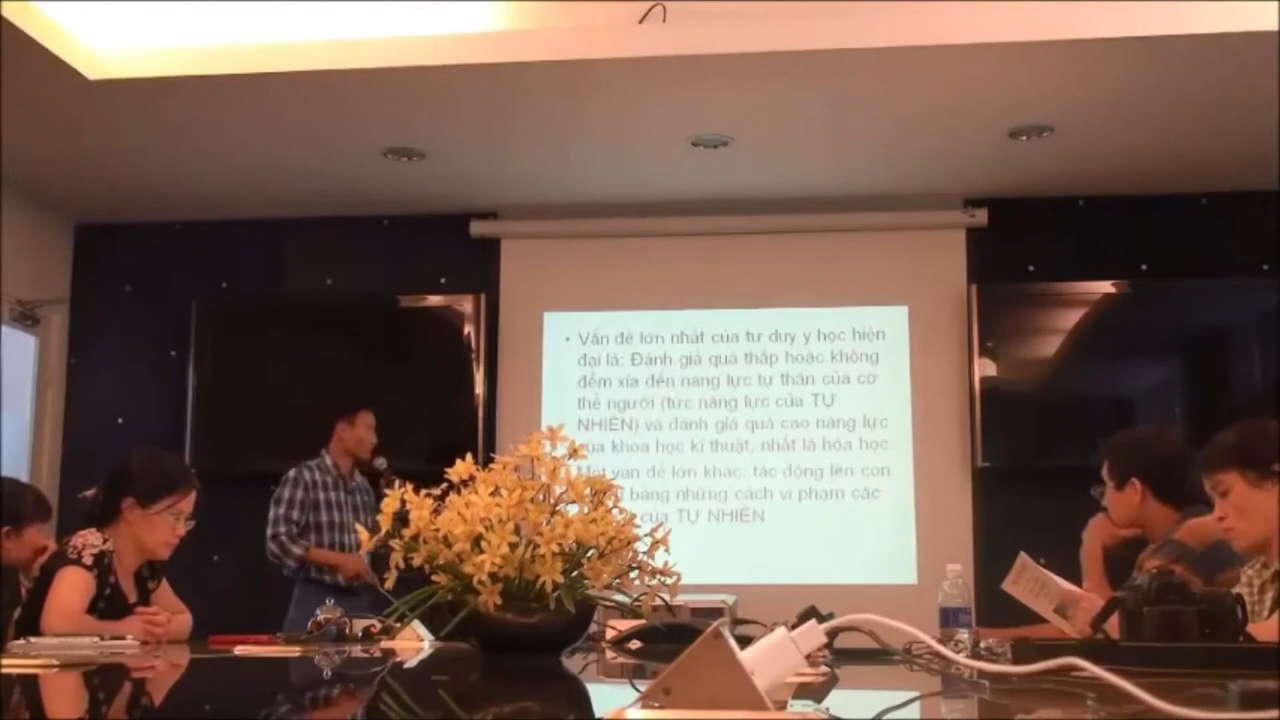 • Vấn đề lớn nhất của tư duy y học hiện
đại là: Đánh giá quá thấp hoặc không
đếm xỉa đến năng lực tự thân của cơ
thể người (tức năng lực của TỰ
NHIÊN) và đánh giá quá cao năng lực
của khoa học kĩ thuật, nhất là hóa học
Một vấn đề lớn khác: tác động lên con
bằng những cách vi phạm các
của TỰ NHIÊN